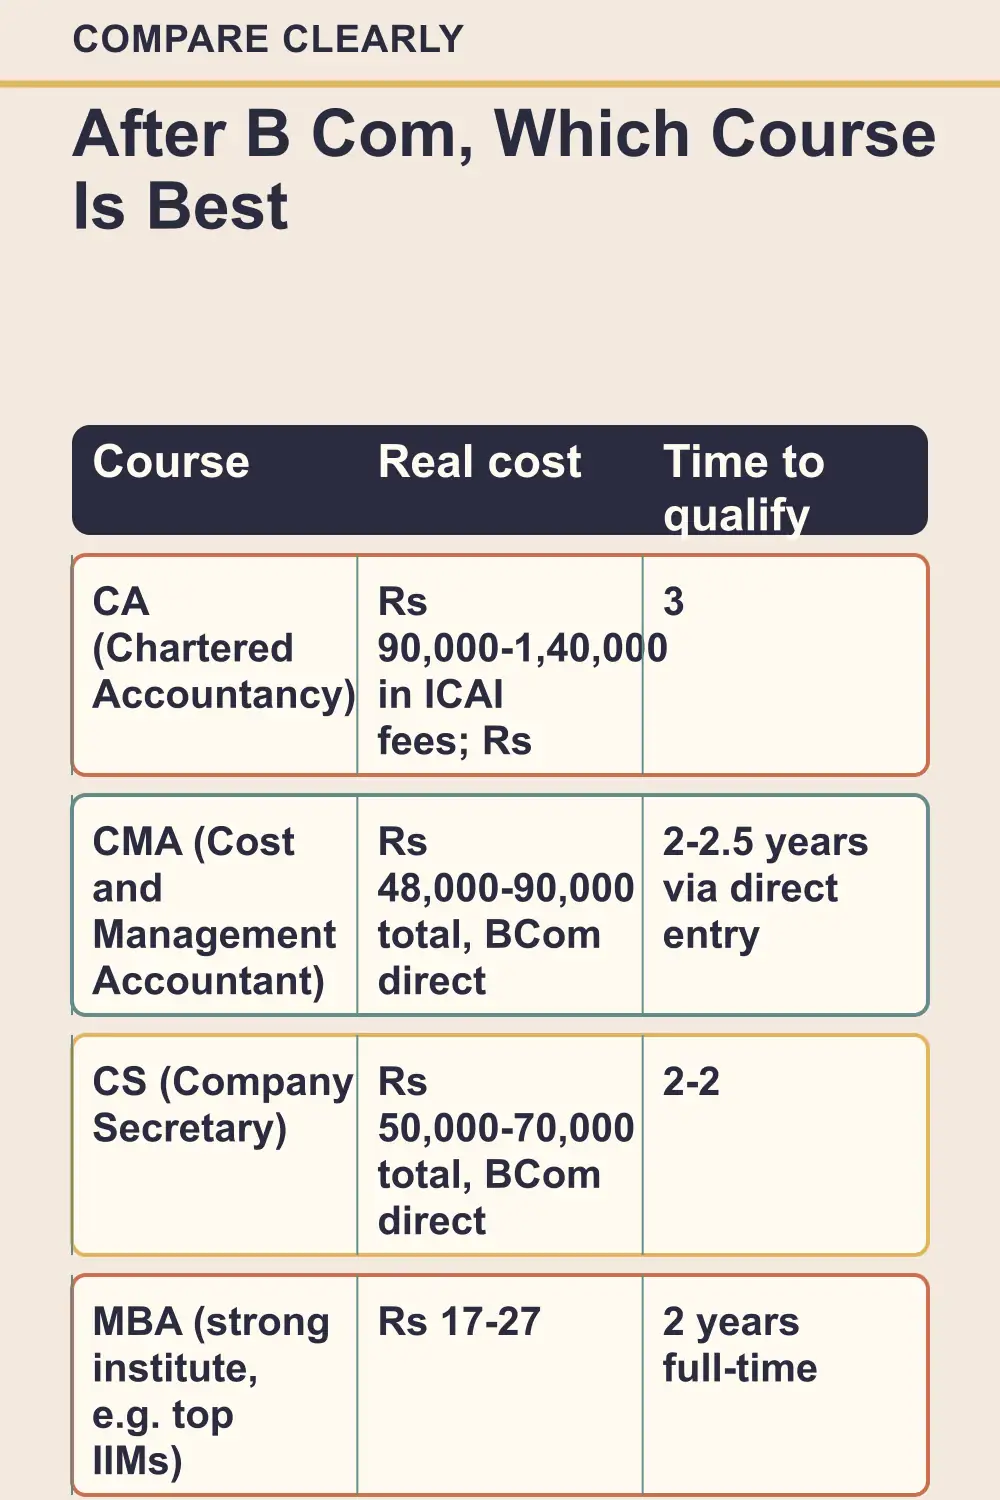 COMPARE CLEARLY
After B Com, Which Course
Is Best
Course
Real cost
Time to
qualify
CA
(Chartered
Accountancy)
Rs
90,000-1,40,000
in ICAI
fees; Rs
3
CMA (Cost
and
Management
Accountant)
Rs
48,000-90,000
total, BCom
direct
2-2.5 years
via direct
entry
CS (Company
Secretary)
Rs
50,000-70,000
total, BCom
direct
2-2
MBA (strong
institute,
e.g. top
IIMs)
Rs 17-27
2 years
full-time